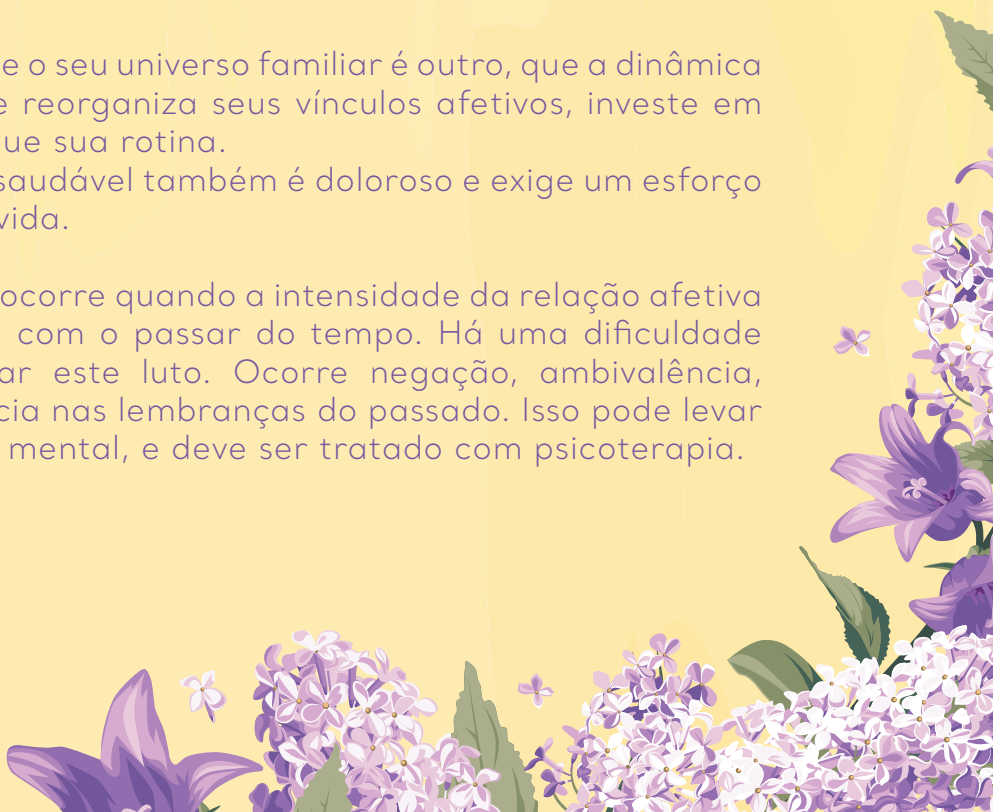 e o seu universo familiar é outro, que a dinâmica
e reorganiza seus vínculos afetivos, investe em
ue sua rotina.
saudável também é doloroso e exige um esforço
vida.
ocorre quando a intensidade da relação afetiva
com o passar do tempo. Há uma dificuldade
ar este luto. Ocorre negação, ambivalência,
cia nas lembranças do passado. Isso pode levar
mental, e deve ser tratado com psicoterapia.